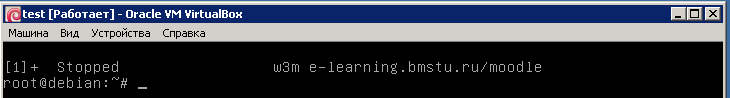 test [Работает] - Oracle VM VirtualBox
Машина Вид Устройства Справка
[1]+ Stopped w3m e-learning.bmstu.ru/moodle
root@debian:~# _